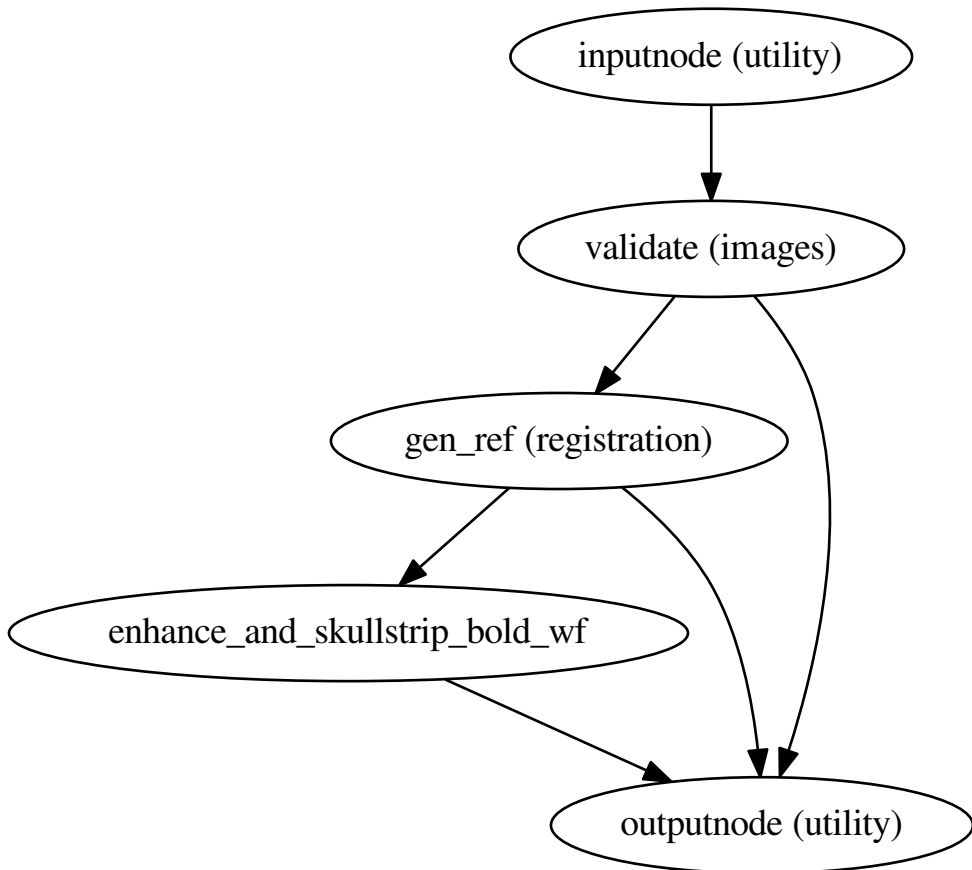 inputnode (utility)
validate (images)
gen_ref (registration)
enhance_and_skullstrip_bold_wf
outputnode (utility)